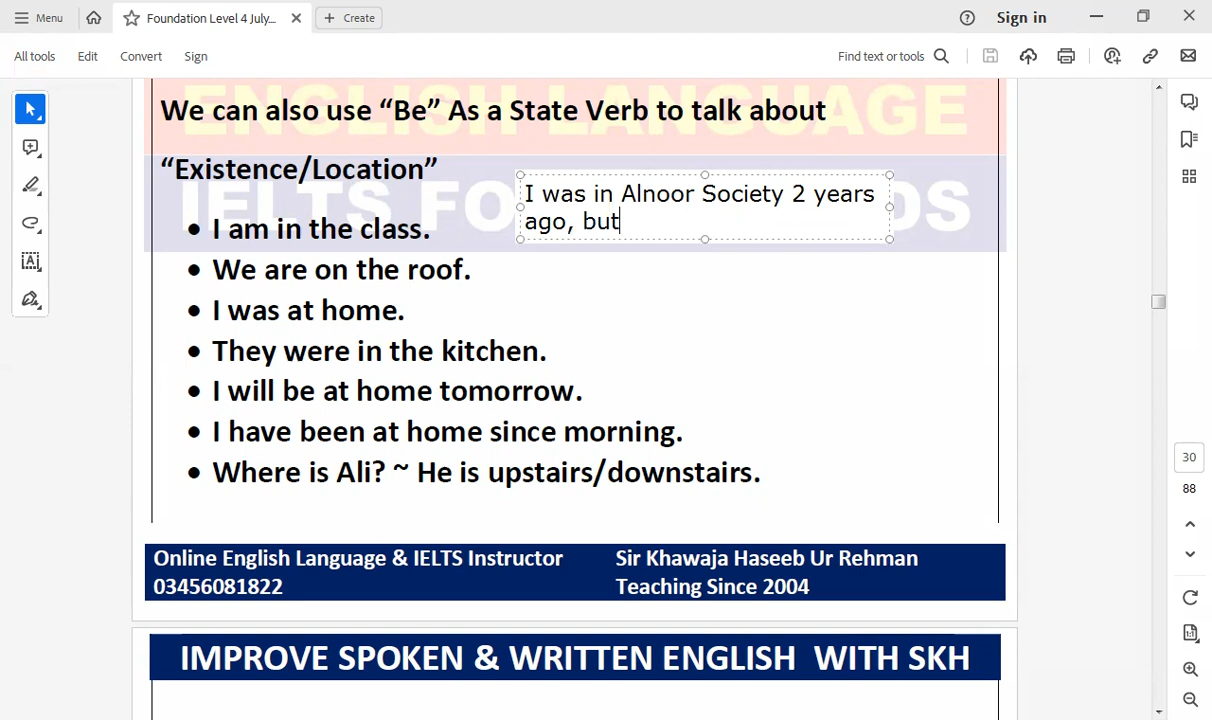 Menu
Foundation Level 4 July...
Create
Sign in
All tools
Edit
Convert
Sign
Find text or tools
ENGLISH LANGUAGE
We can also use “Be” As a State Verb to talk about
“Existence/Location”
I was in Alnoor Society 2 years
ago, but
• I am in the class.
• We are on the roof.
• I was at home.
• They were in the kitchen.
• I will be at home tomorrow.
• I have been at home since morning.
• Where is Ali? ~ He is upstairs/downstairs.
30
88
Online English Language & IELTS Instructor
03456081822
Sir Khawaja Haseeb Ur Rehman
Teaching Since 2004
IMPROVE SPOKEN & WRITTEN ENGLISH WITH SKH